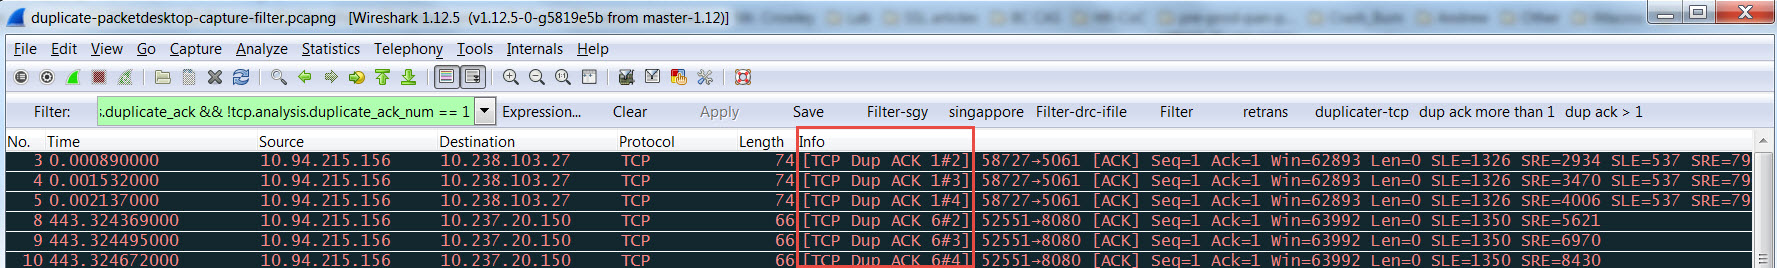 duplicate-packetdesktop-capture-filter.pcapng [Wireshark 1.12.5 (v1.12.5-0-g5819e5b from master-1.12)]
File Edit View Go Capture Analyze Statistics Telephony Tools Internals Help
Filter: s.duplicate_ack && !tcp.analysis.duplicate_ack_num == 1 Expression... Clear Apply Save Filter-sgy singappore Filter-drc-ifile Filter retrans duplicater-tcp dup ack more than 1 dup ack > 1
No. Time Source Destination Protocol Length Info
3 0.000890000 10.94.215.156 10.238.103.27 TCP 74 [TCP Dup ACK 1#2] 58727→5061 [ACK] Seq=1 Ack=1 Win=62893 Len=0 SLE=1326 SRE=2934 SLE=537 SRE=79
4 0.001532000 10.94.215.156 10.238.103.27 TCP 74 [TCP Dup ACK 1#3] 58727→5061 [ACK] Seq=1 Ack=1 Win=62893 Len=0 SLE=1326 SRE=3470 SLE=537 SRE=79
5 0.002137000 10.94.215.156 10.238.103.27 TCP 74 [TCP Dup ACK 1#4] 58727→5061 [ACK] Seq=1 Ack=1 Win=62893 Len=0 SLE=1326 SRE=4006 SLE=537 SRE=79
8 443.324369000 10.94.215.156 10.237.20.150 TCP 66 [TCP Dup ACK 6#2] 52551→8080 [ACK] Seq=1 Ack=1 Win=63992 Len=0 SLE=1350 SRE=5621
9 443.324495000 10.94.215.156 10.237.20.150 TCP 66 [TCP Dup ACK 6#3] 52551→8080 [ACK] Seq=1 Ack=1 Win=63992 Len=0 SLE=1350 SRE=6970
10 443.324672000 10.94.215.156 10.237.20.150 TCP 66 [TCP Dup ACK 6#4] 52551→8080 [ACK] Seq=1 Ack=1 Win=63992 Len=0 SLE=1350 SRE=8430